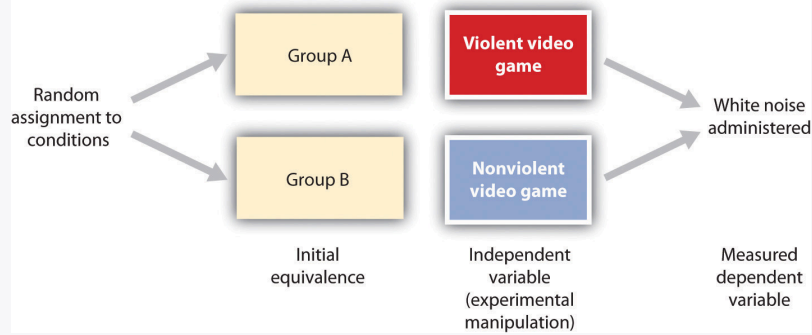 Random
assignment to
conditions
Group A
Group B
Violent video
game
Nonviolent
video game
White noise
administered
Initial
equivalence
Independent
variable
(experimental
manipulation)
Measured
dependent
variable